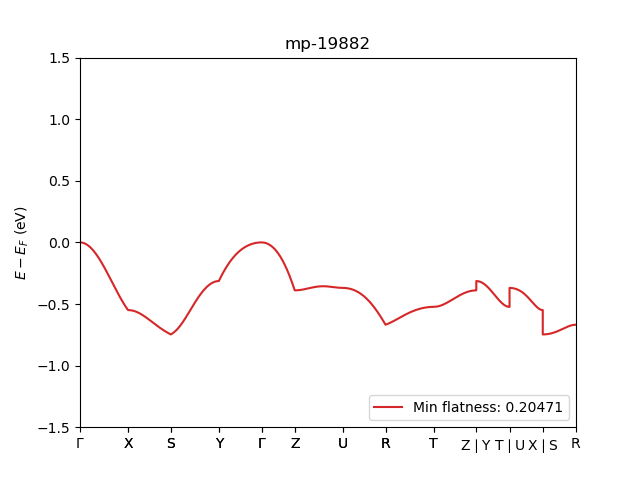 mp-19882
1.5
1.0
0.5
0.0
−0.5
−1.0
−1.5
E − E_F (eV)
Min flatness: 0.20471
Γ X S Y Γ Z U R T Z | Y T | U X | S R